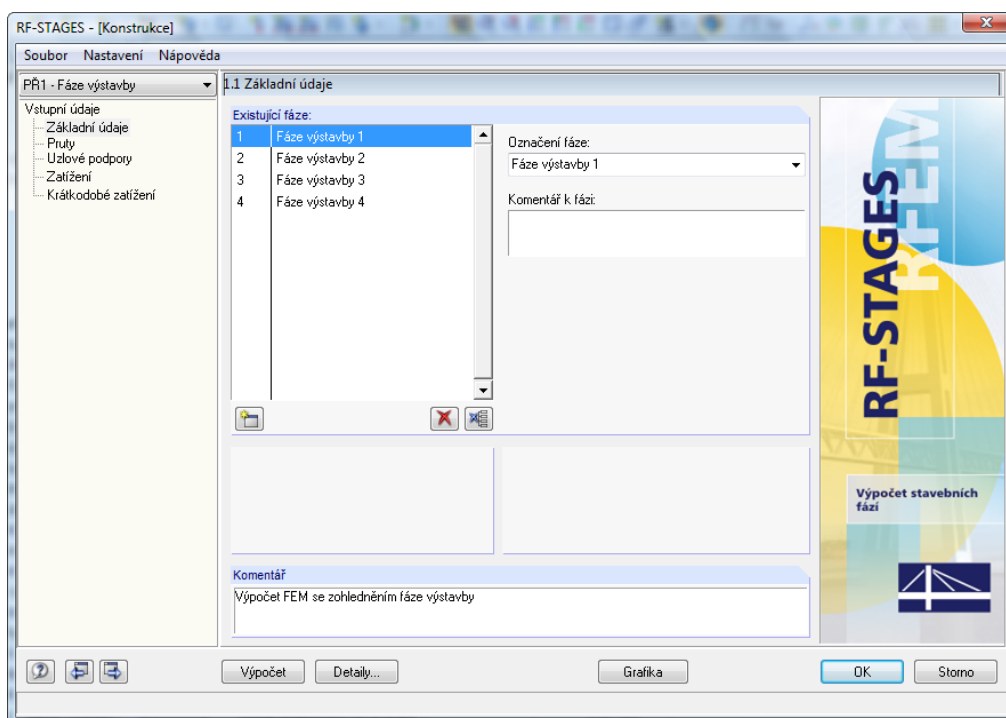 RF-STAGES - [Konstrukce]
Soubor Nastavení Nápověda
PŘ1 - Fáze výstavby
1.1 Základní údaje
Vstupní údaje
Základní údaje
Pruty
Uzlové podpory
Zatížení
Krátkodobé zatížení
Existující fáze:
1 Fáze výstavby 1
2 Fáze výstavby 2
3 Fáze výstavby 3
4 Fáze výstavby 4
Označení fáze:
Fáze výstavby 1
Komentář k fázi:
Komentář
Výpočet FEM se zohledněním fáze výstavby
RF-STAGES
RFEM
Výpočet stavebních
fází
Výpočet Detaily... Grafika OK Storno